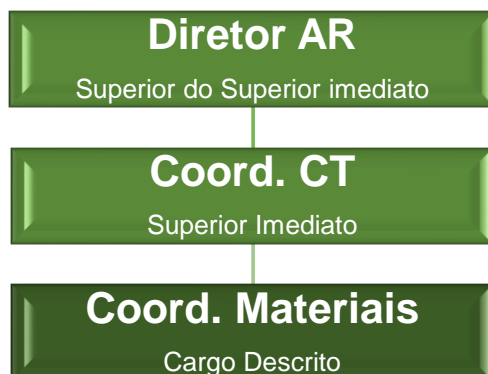 Diretor AR
Superior do Superior imediato
Coord. CT
Superior Imediato
Coord. Materiais
Cargo Descrito